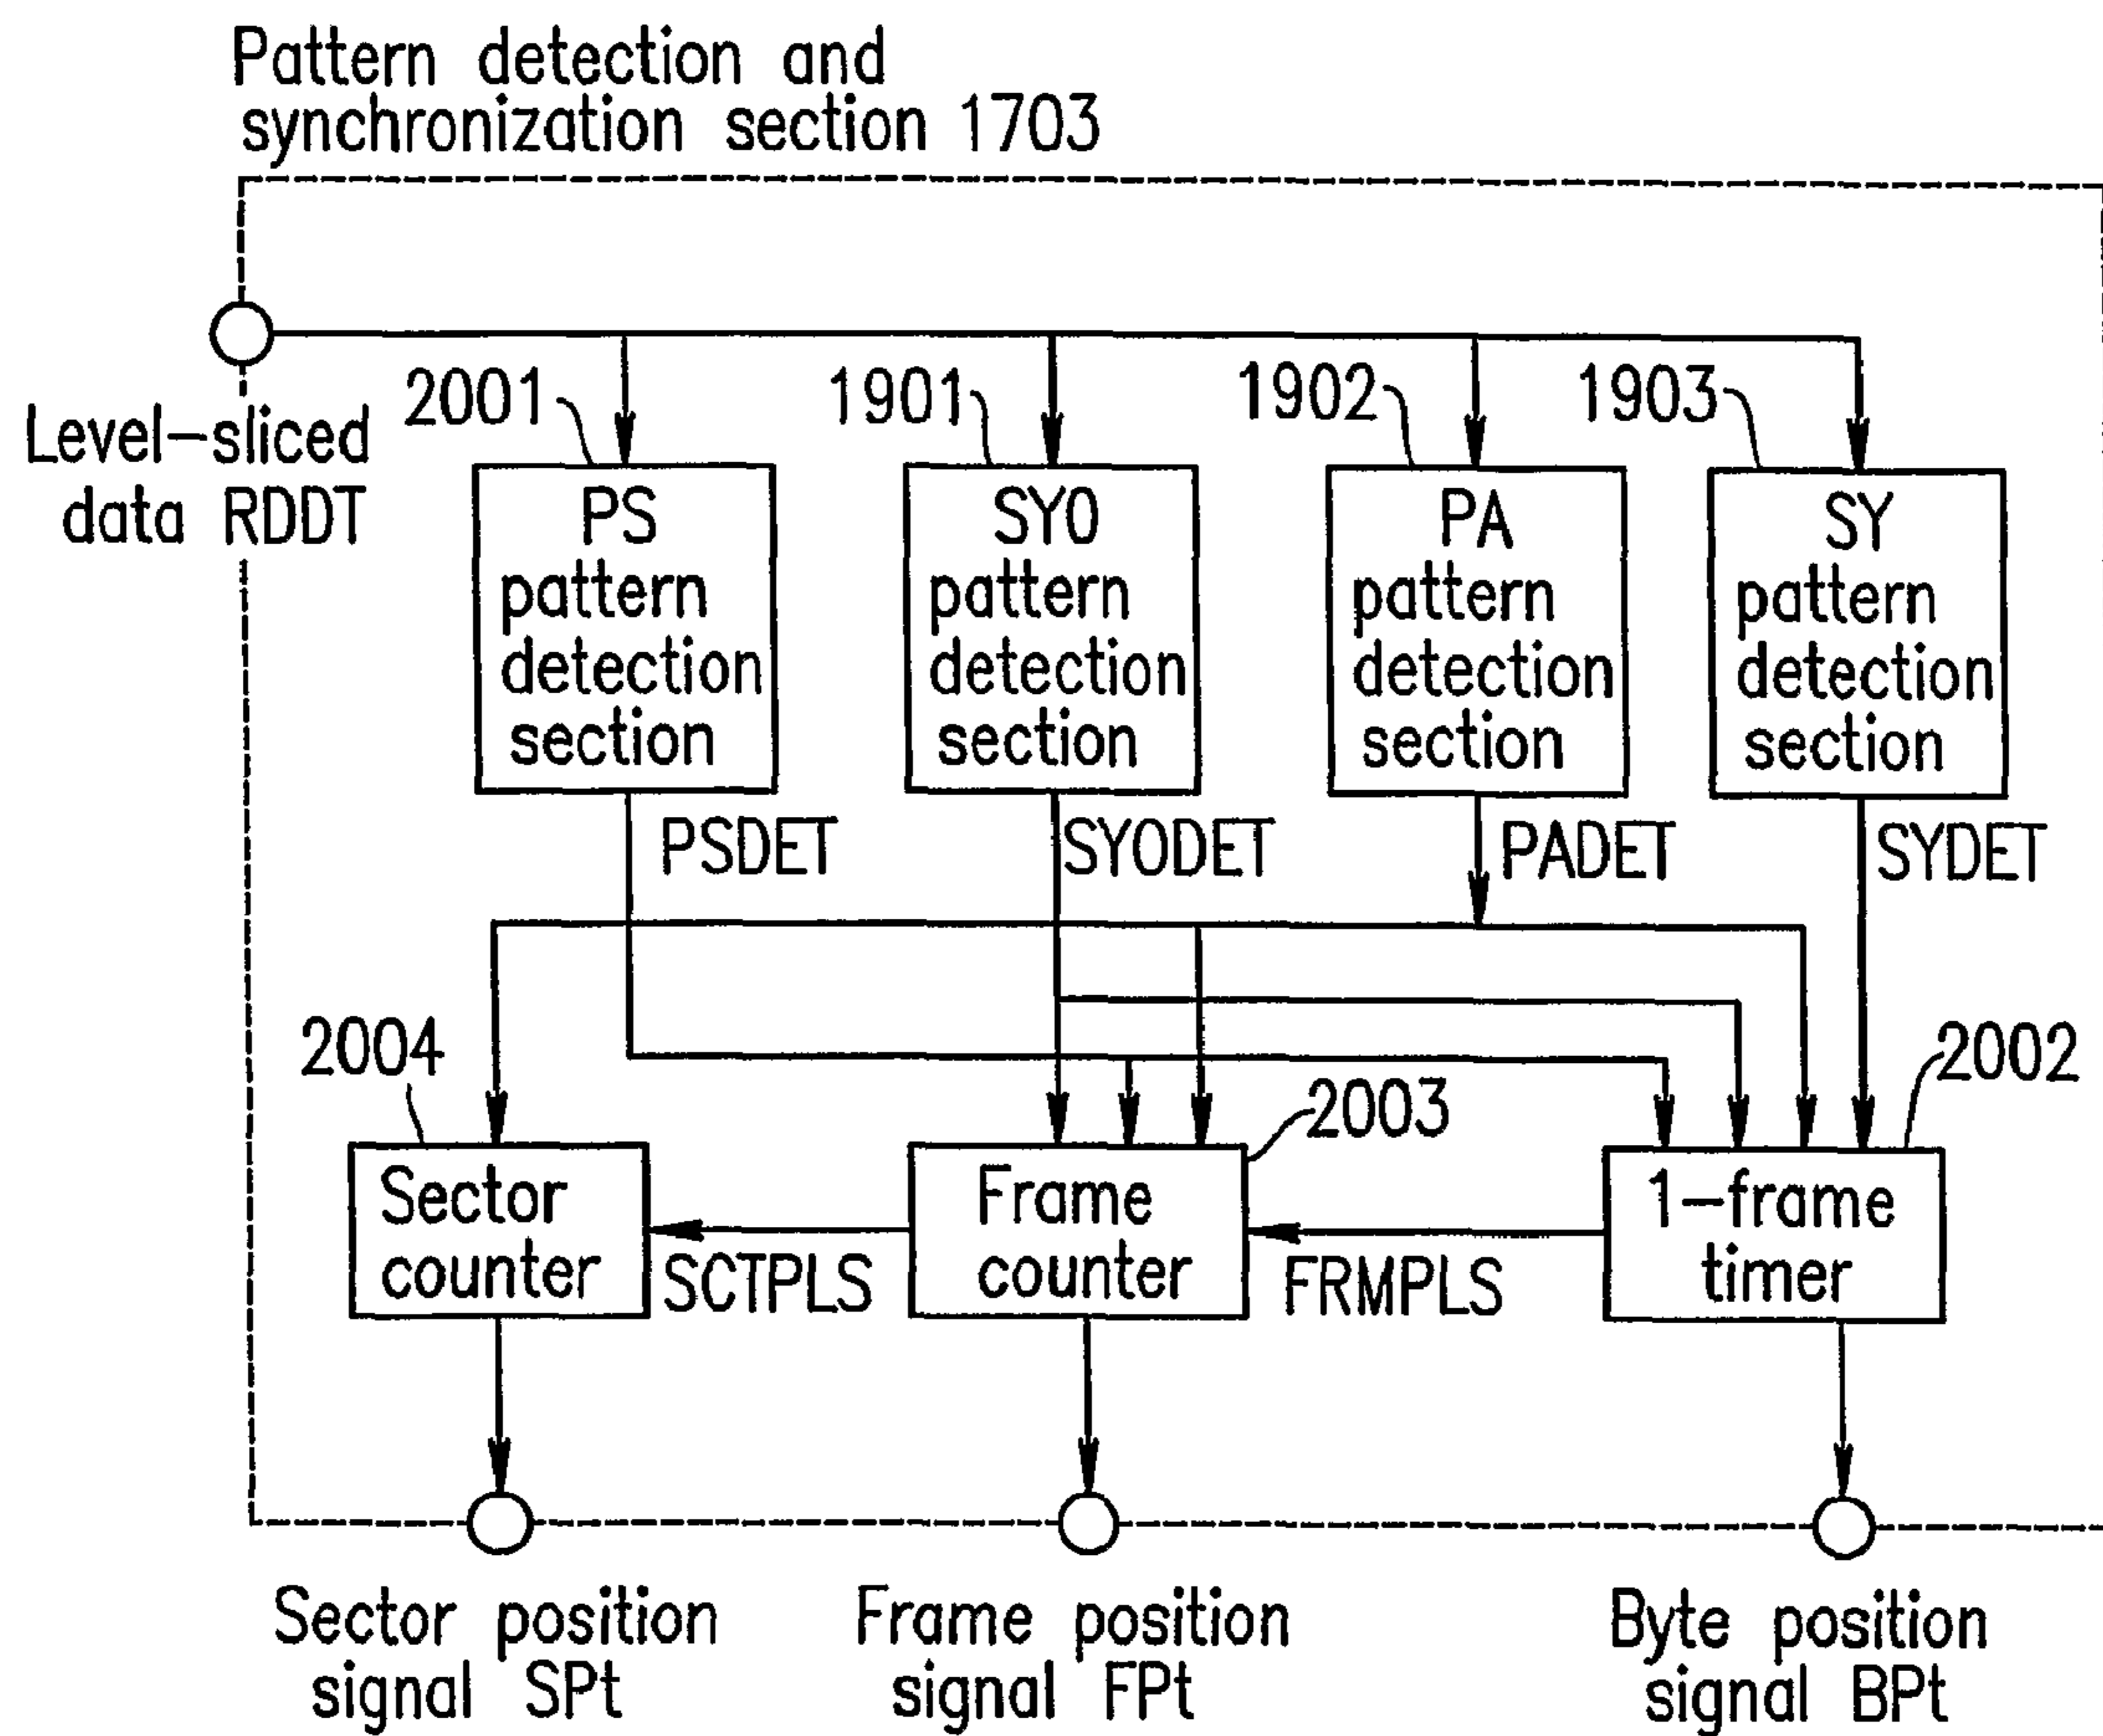 Pattern detection and
synchronization section 1703
Level-sliced
data RDDT
2001
1901
1902
1903
PS
pattern
detection
section
SY0
pattern
detection
section
PA
pattern
detection
section
SY
pattern
detection
section
PSDET
SY0DET
PADET
SYDET
2004
2003
2002
Sector
counter
SCTPLS
Frame
counter
FRMPLS
1-frame
timer
Sector position
signal SPt
Frame position
signal FPt
Byte position
signal BPt